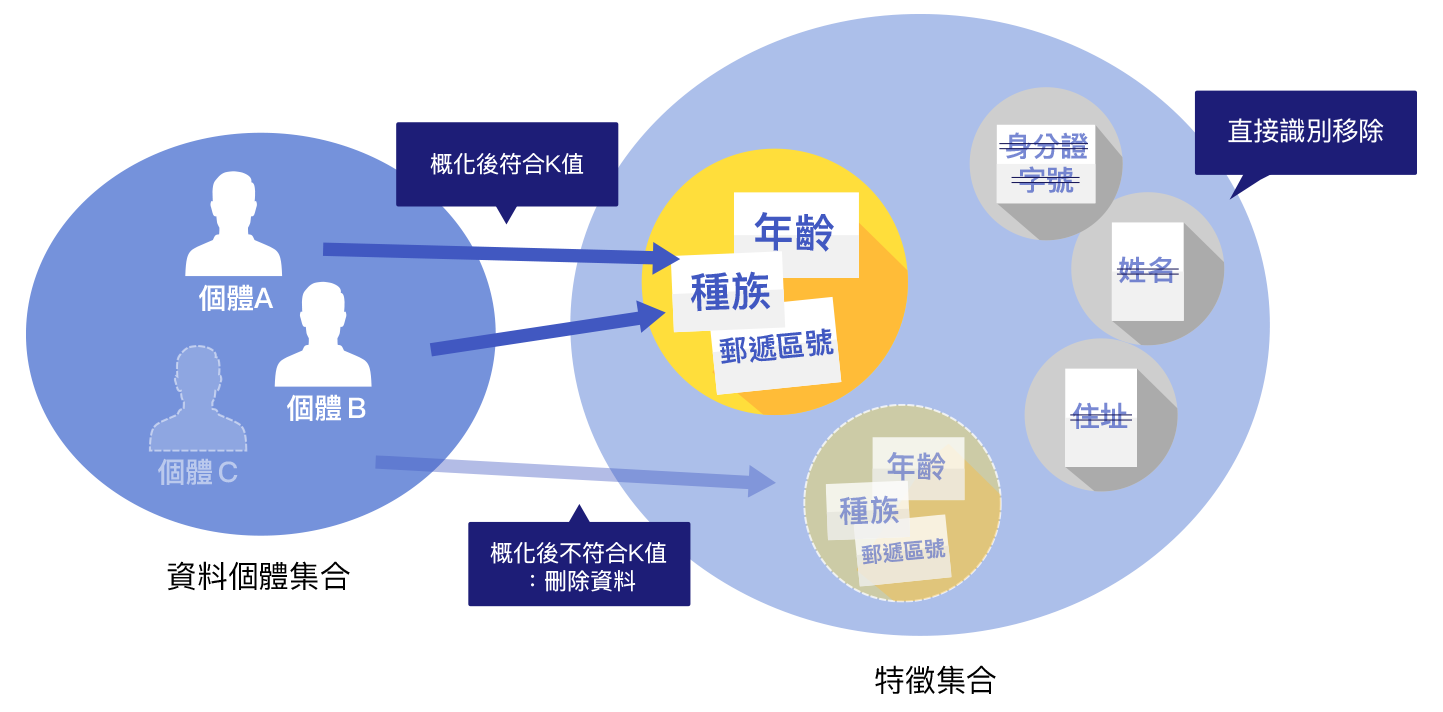 概化後符合K值
個體A
個體 B
個體 C
資料個體集合
概化後不符合K值
：刪除資料
年齡
種族
郵遞區號
年齡
種族
郵遞區號
身分證
字號
姓名
住址
直接識別移除
特徵集合